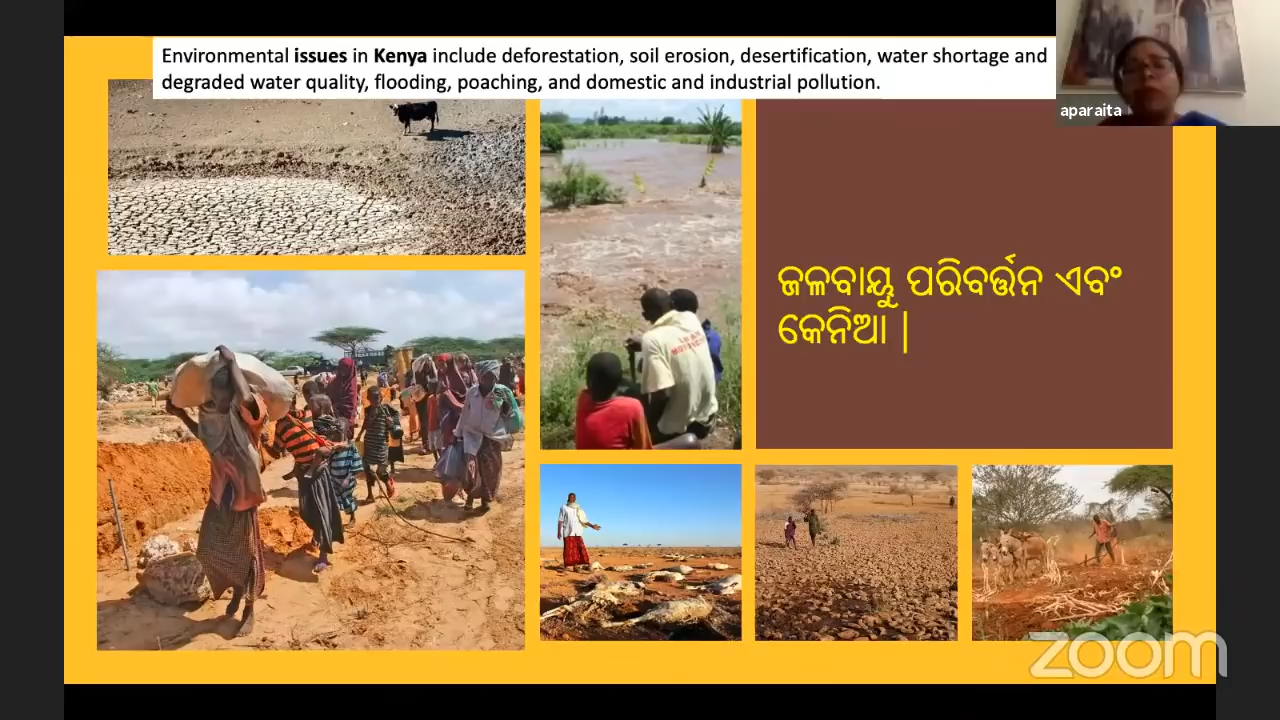 Environmental issues in Kenya include deforestation, soil erosion, desertification, water shortage and
degraded water quality, flooding, poaching, and domestic and industrial pollution.
aparaita
ଜଳବାୟୁ ପରିବର୍ତ୍ତନ ଏବଂ
କେନିଆ |
zoom